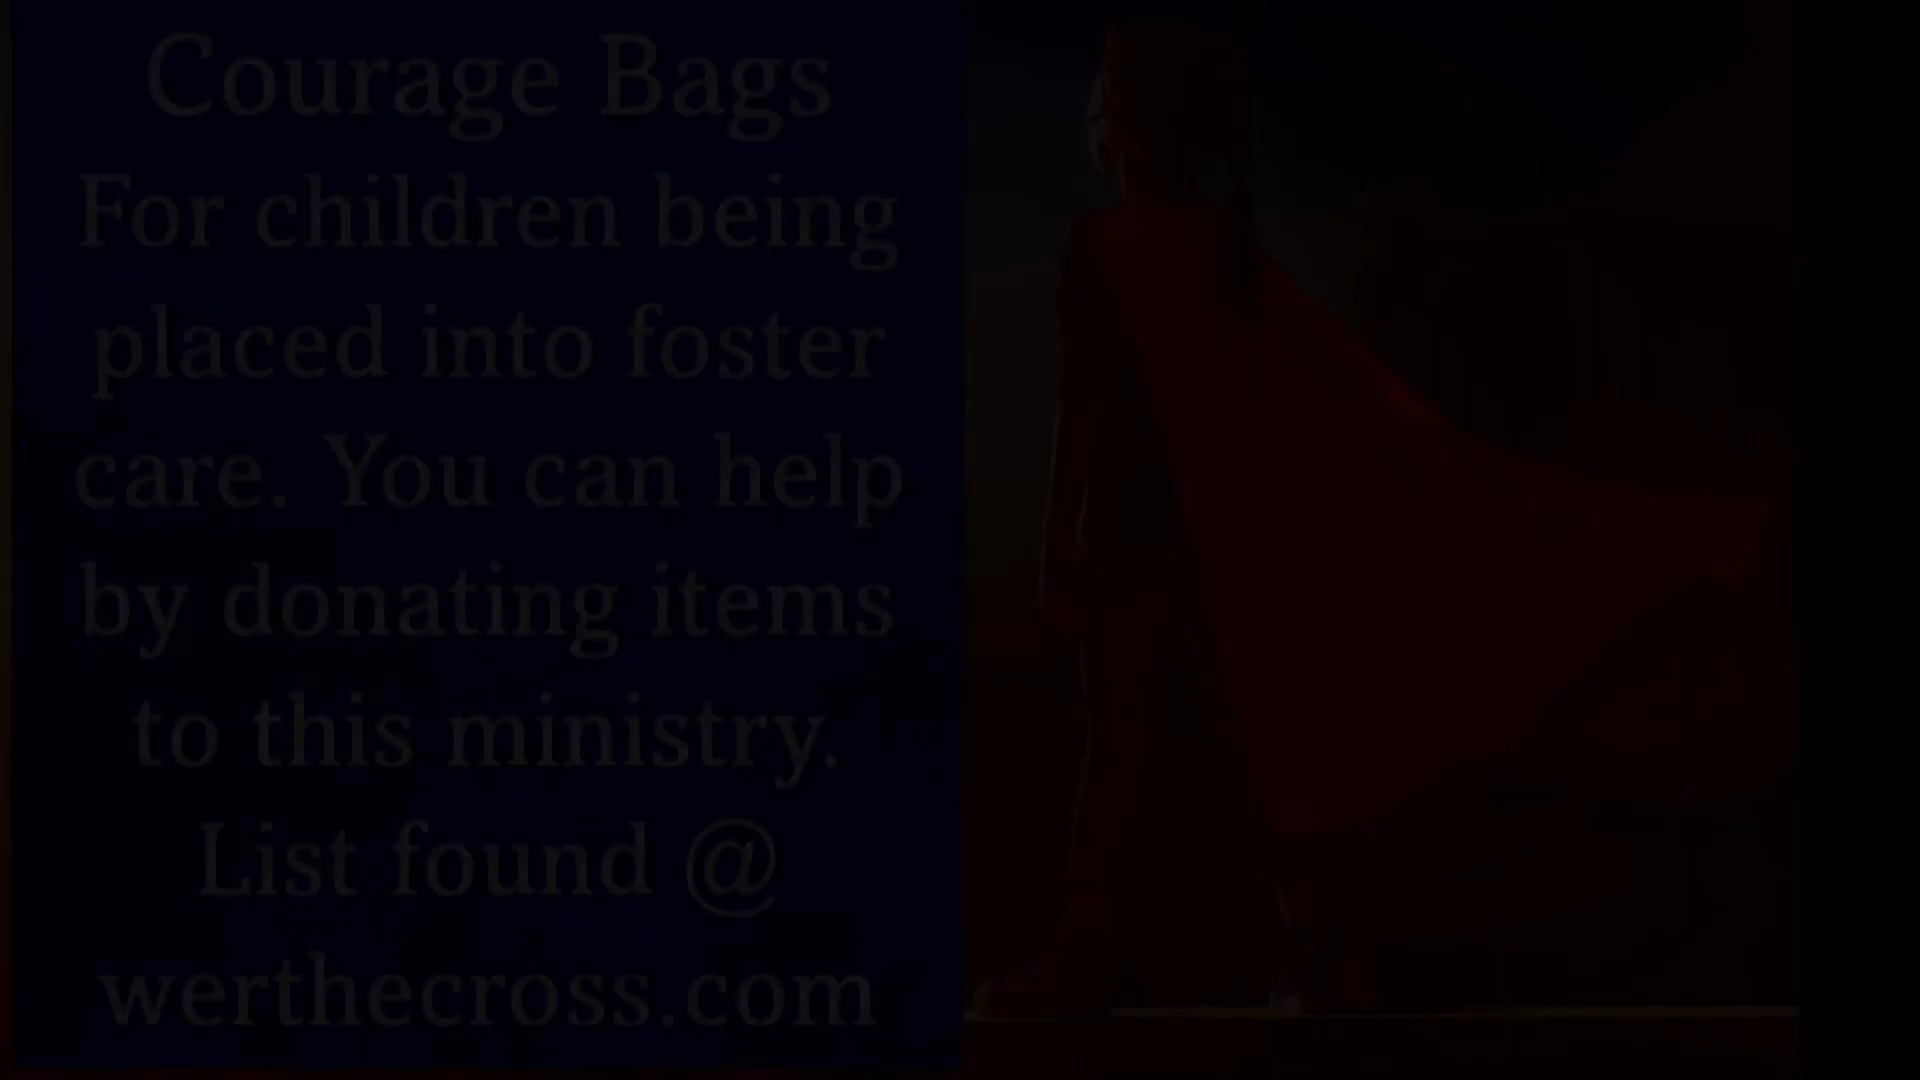 Courage Bags
For children being
placed into foster
care. You can help
by donating items
to this ministry.
List found @
werthecross.com